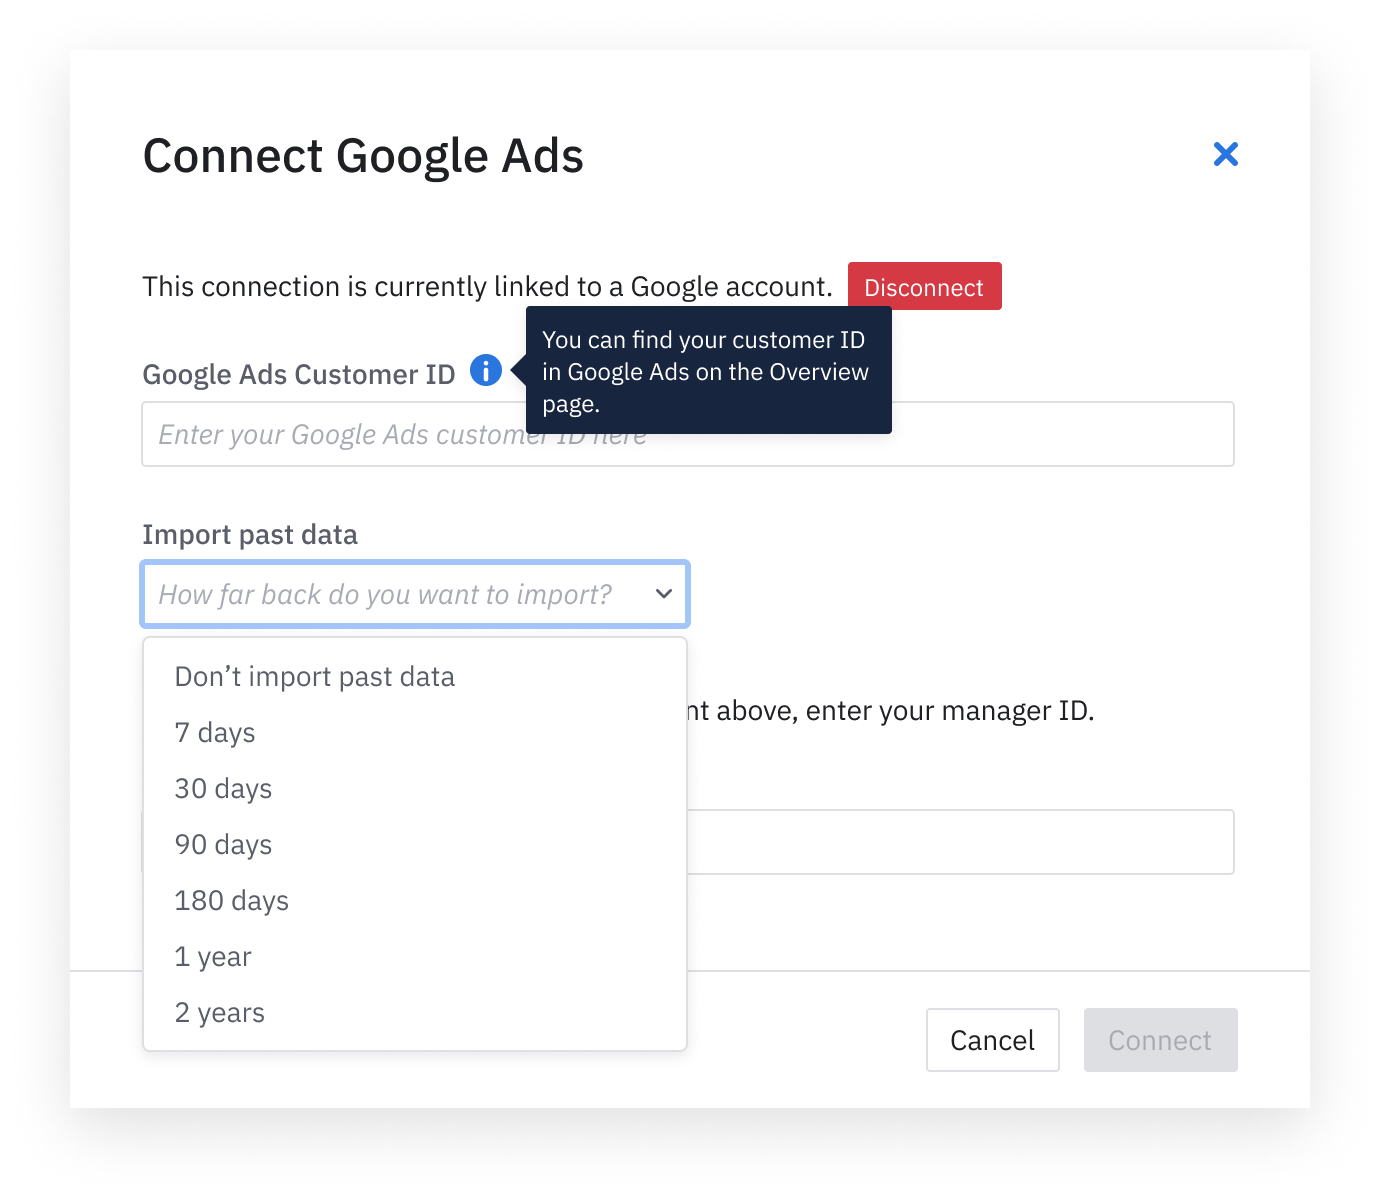 Connect Google Ads
This connection is currently linked to a Google account.
Disconnect
You can find your customer ID
in Google Ads on the Overview
page.
Google Ads Customer ID
Enter your Google Ads customer ID here
Import past data
How far back do you want to import?
Don’t import past data
7 days
above, enter your manager ID.
30 days
90 days
180 days
1 year
2 years
Cancel
Connect